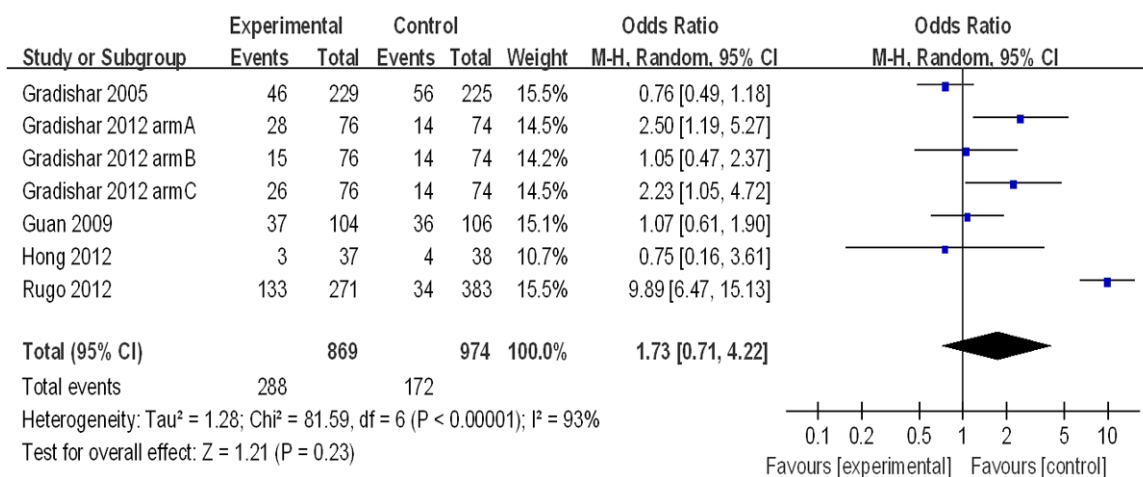 Experimental Control Odds Ratio Odds Ratio
Study or Subgroup Events Total Events Total Weight M-H, Random, 95% CI M-H, Random, 95% CI
Gradishar 2005 46 229 56 225 15.5% 0.76 [0.49, 1.18]
Gradishar 2012 armA 28 76 14 74 14.5% 2.50 [1.19, 5.27]
Gradishar 2012 armB 15 76 14 74 14.2% 1.05 [0.47, 2.37]
Gradishar 2012 armC 26 76 14 74 14.5% 2.23 [1.05, 4.72]
Guan 2009 37 104 36 106 15.1% 1.07 [0.61, 1.90]
Hong 2012 3 37 4 38 10.7% 0.75 [0.16, 3.61]
Rugo 2012 133 271 34 383 15.5% 9.89 [6.47, 15.13]
Total (95% CI) 869 974 100.0% 1.73 [0.71, 4.22]
Total events 288 172
Heterogeneity: Tau² = 1.28; Chi² = 81.59, df = 6 (P < 0.00001); I² = 93%
Test for overall effect: Z = 1.21 (P = 0.23)
0.1 0.2 0.5 1 2 5 10
Favours [experimental] Favours [control]